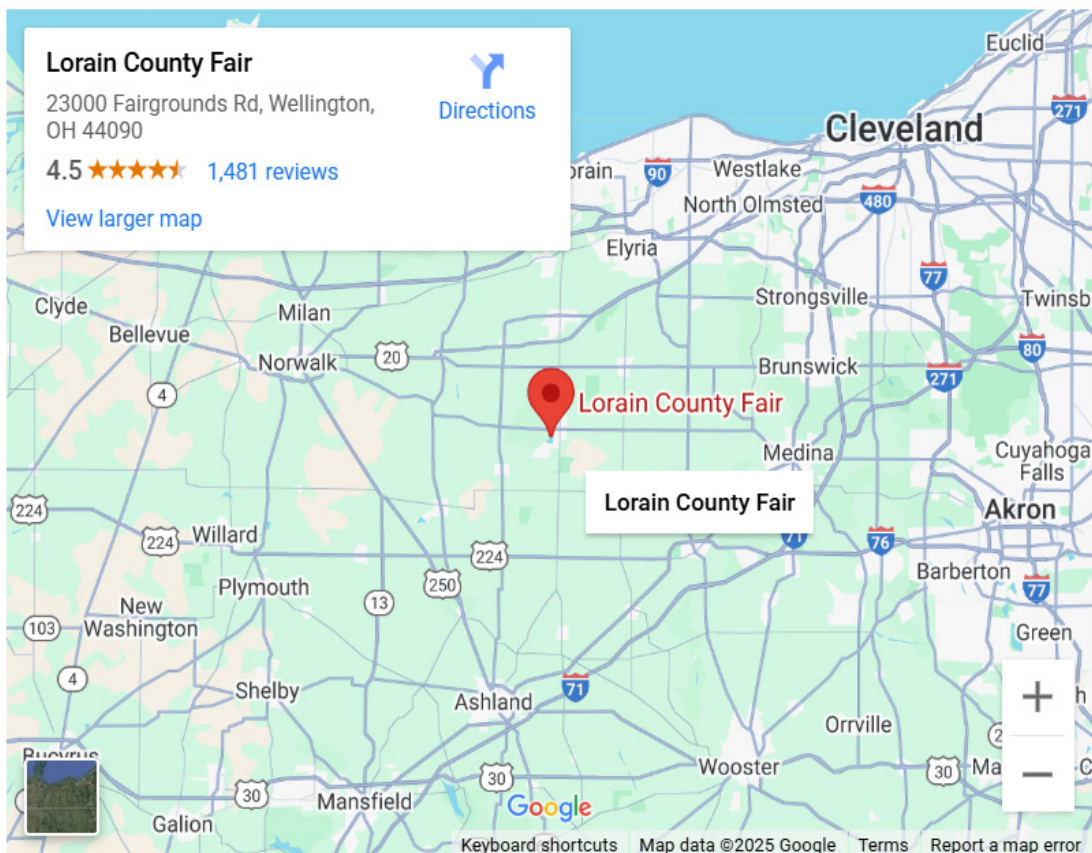 Lorain County Fair
23000 Fairgrounds Rd, Wellington,
OH 44090
Directions
4.5
1,481 reviews
View larger map
Euclid
271
Cleveland
orain
90
Westlake
North Olmsted
480
Elyria
77
Clyde
Milan
Strongsville
Twinsb
Bellevue
Norwalk
20
Brunswick
80
271
4
Lorain County Fair
Medina
Cuyahoga
Falls
Lorain County Fair
224
Akron
Willard
224
71
76
224
Barberton
Plymouth
250
77
13
New
Washington
103
Green
4
Shelby
71
Ashland
Orrville
h
2
Bucyrus
Wooster
30
30
Ma
C
30
Mansfield
Google
Galion
Keyboard shortcuts
Map data ©2025 Google
Terms
Report a map error